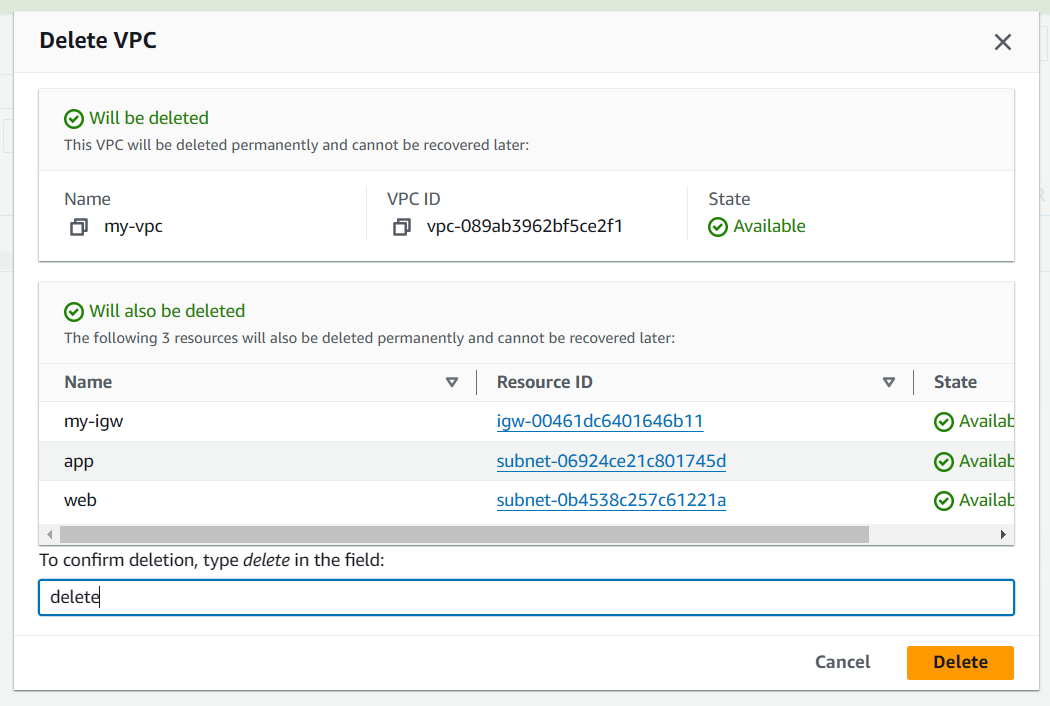 Delete VPC
Will be deleted
This VPC will be deleted permanently and cannot be recovered later:
Name VPC ID State
my-vpc vpc-089ab3962bf5ce2f1 Available
Will also be deleted
The following 3 resources will also be deleted permanently and cannot be recovered later:
Name Resource ID State
my-igw igw-00461dc6401646b11 Availab
app subnet-06924ce21c801745d Availab
web subnet-0b4538c257c61221a Availab
To confirm deletion, type delete in the field:
delete
Cancel Delete